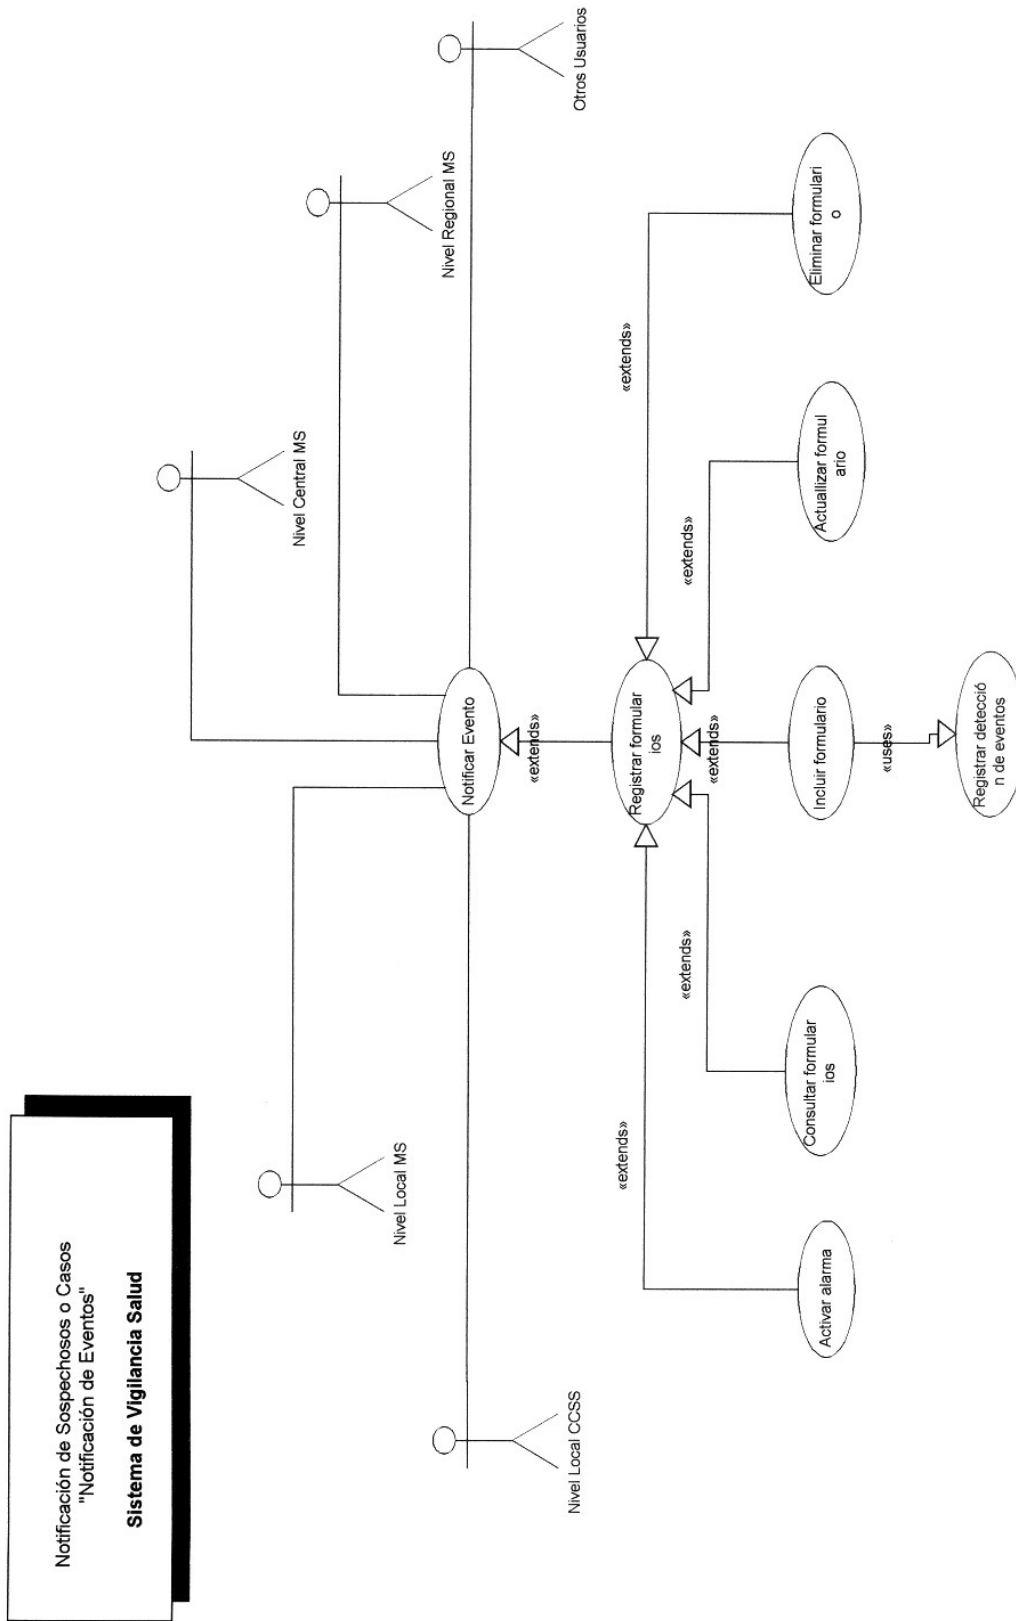 Notificación de Sospechosos o Casos
"Notificación de Eventos"
Sistema de Vigilancia Salud
Nivel Central MS
Nivel Local MS
Nivel Regional MS
Nivel Local CCSS
Otros Usuarios
Notificar Evento
«extends»
Registrar formular
ios
«extends»
«extends»
«extends»
«extends»
«extends»
Activar alarma
Consultar formular
ios
Incluir formulario
Actuallizar formul
ario
Eliminar formulari
o
«uses»
Registrar detecció
n de eventos